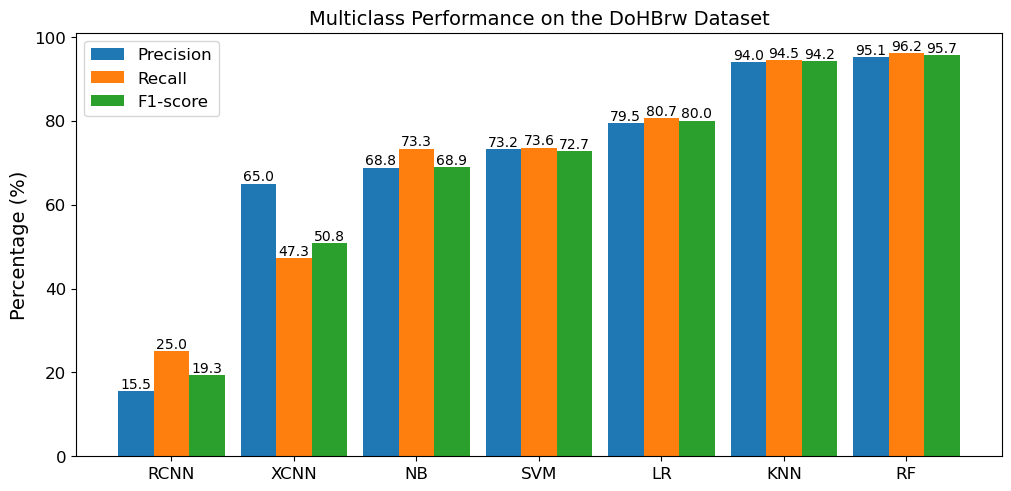 Multiclass Performance on the DoHBrw Dataset
Precision
Recall
F1-score
Percentage (%)
100
80
60
40
20
0
15.5
25.0
19.3
65.0
47.3
50.8
68.8
73.3
68.9
73.2
73.6
72.7
79.5
80.7
80.0
94.0
94.5
94.2
95.1
96.2
95.7
RCNN
XCNN
NB
SVM
LR
KNN
RF